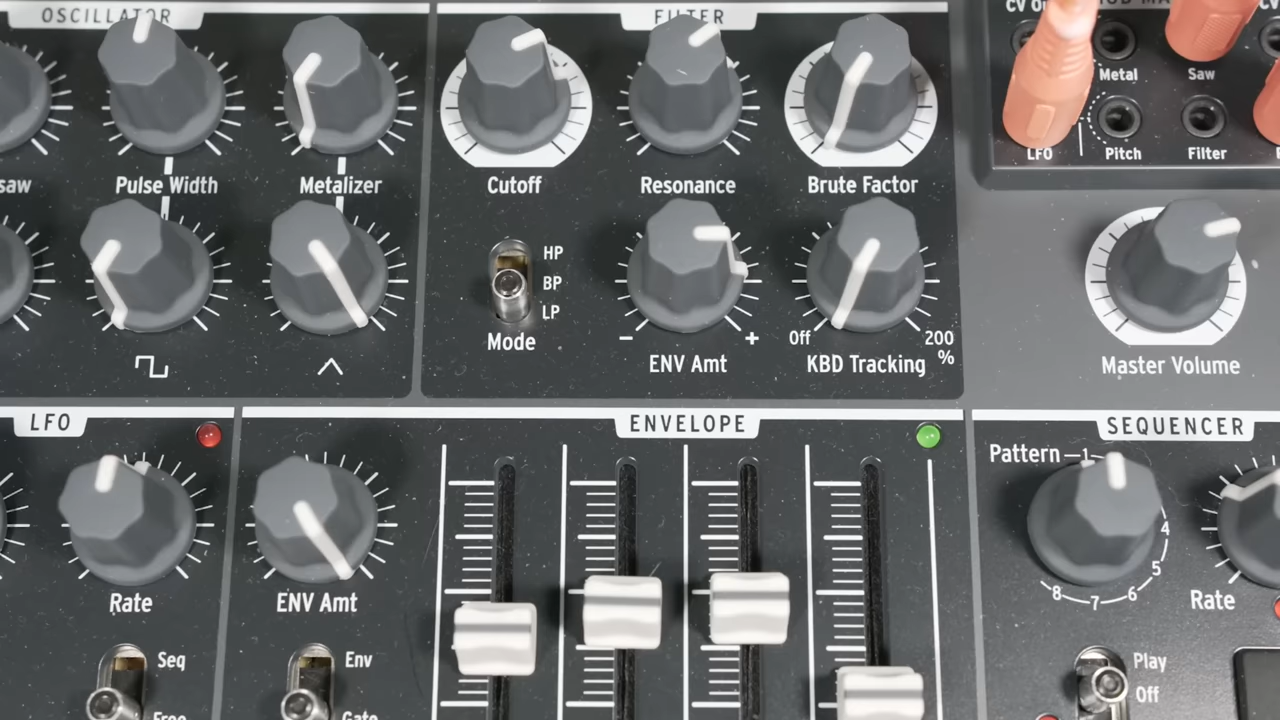 OSCILLATOR
FILTER
Metal
Saw
LFO
Pitch
Filter
saw
Pulse Width
Metalizer
Cutoff
Resonance
Brute Factor
HP
BP
LP
Mode
− +
ENV Amt
Off 200
%
KBD Tracking
Master Volume
LFO
ENVELOPE
SEQUENCER
Pattern 1
4
5
8 7 6
Rate
ENV Amt
Rate
Seq
Free
Env
Gate
Play
Off